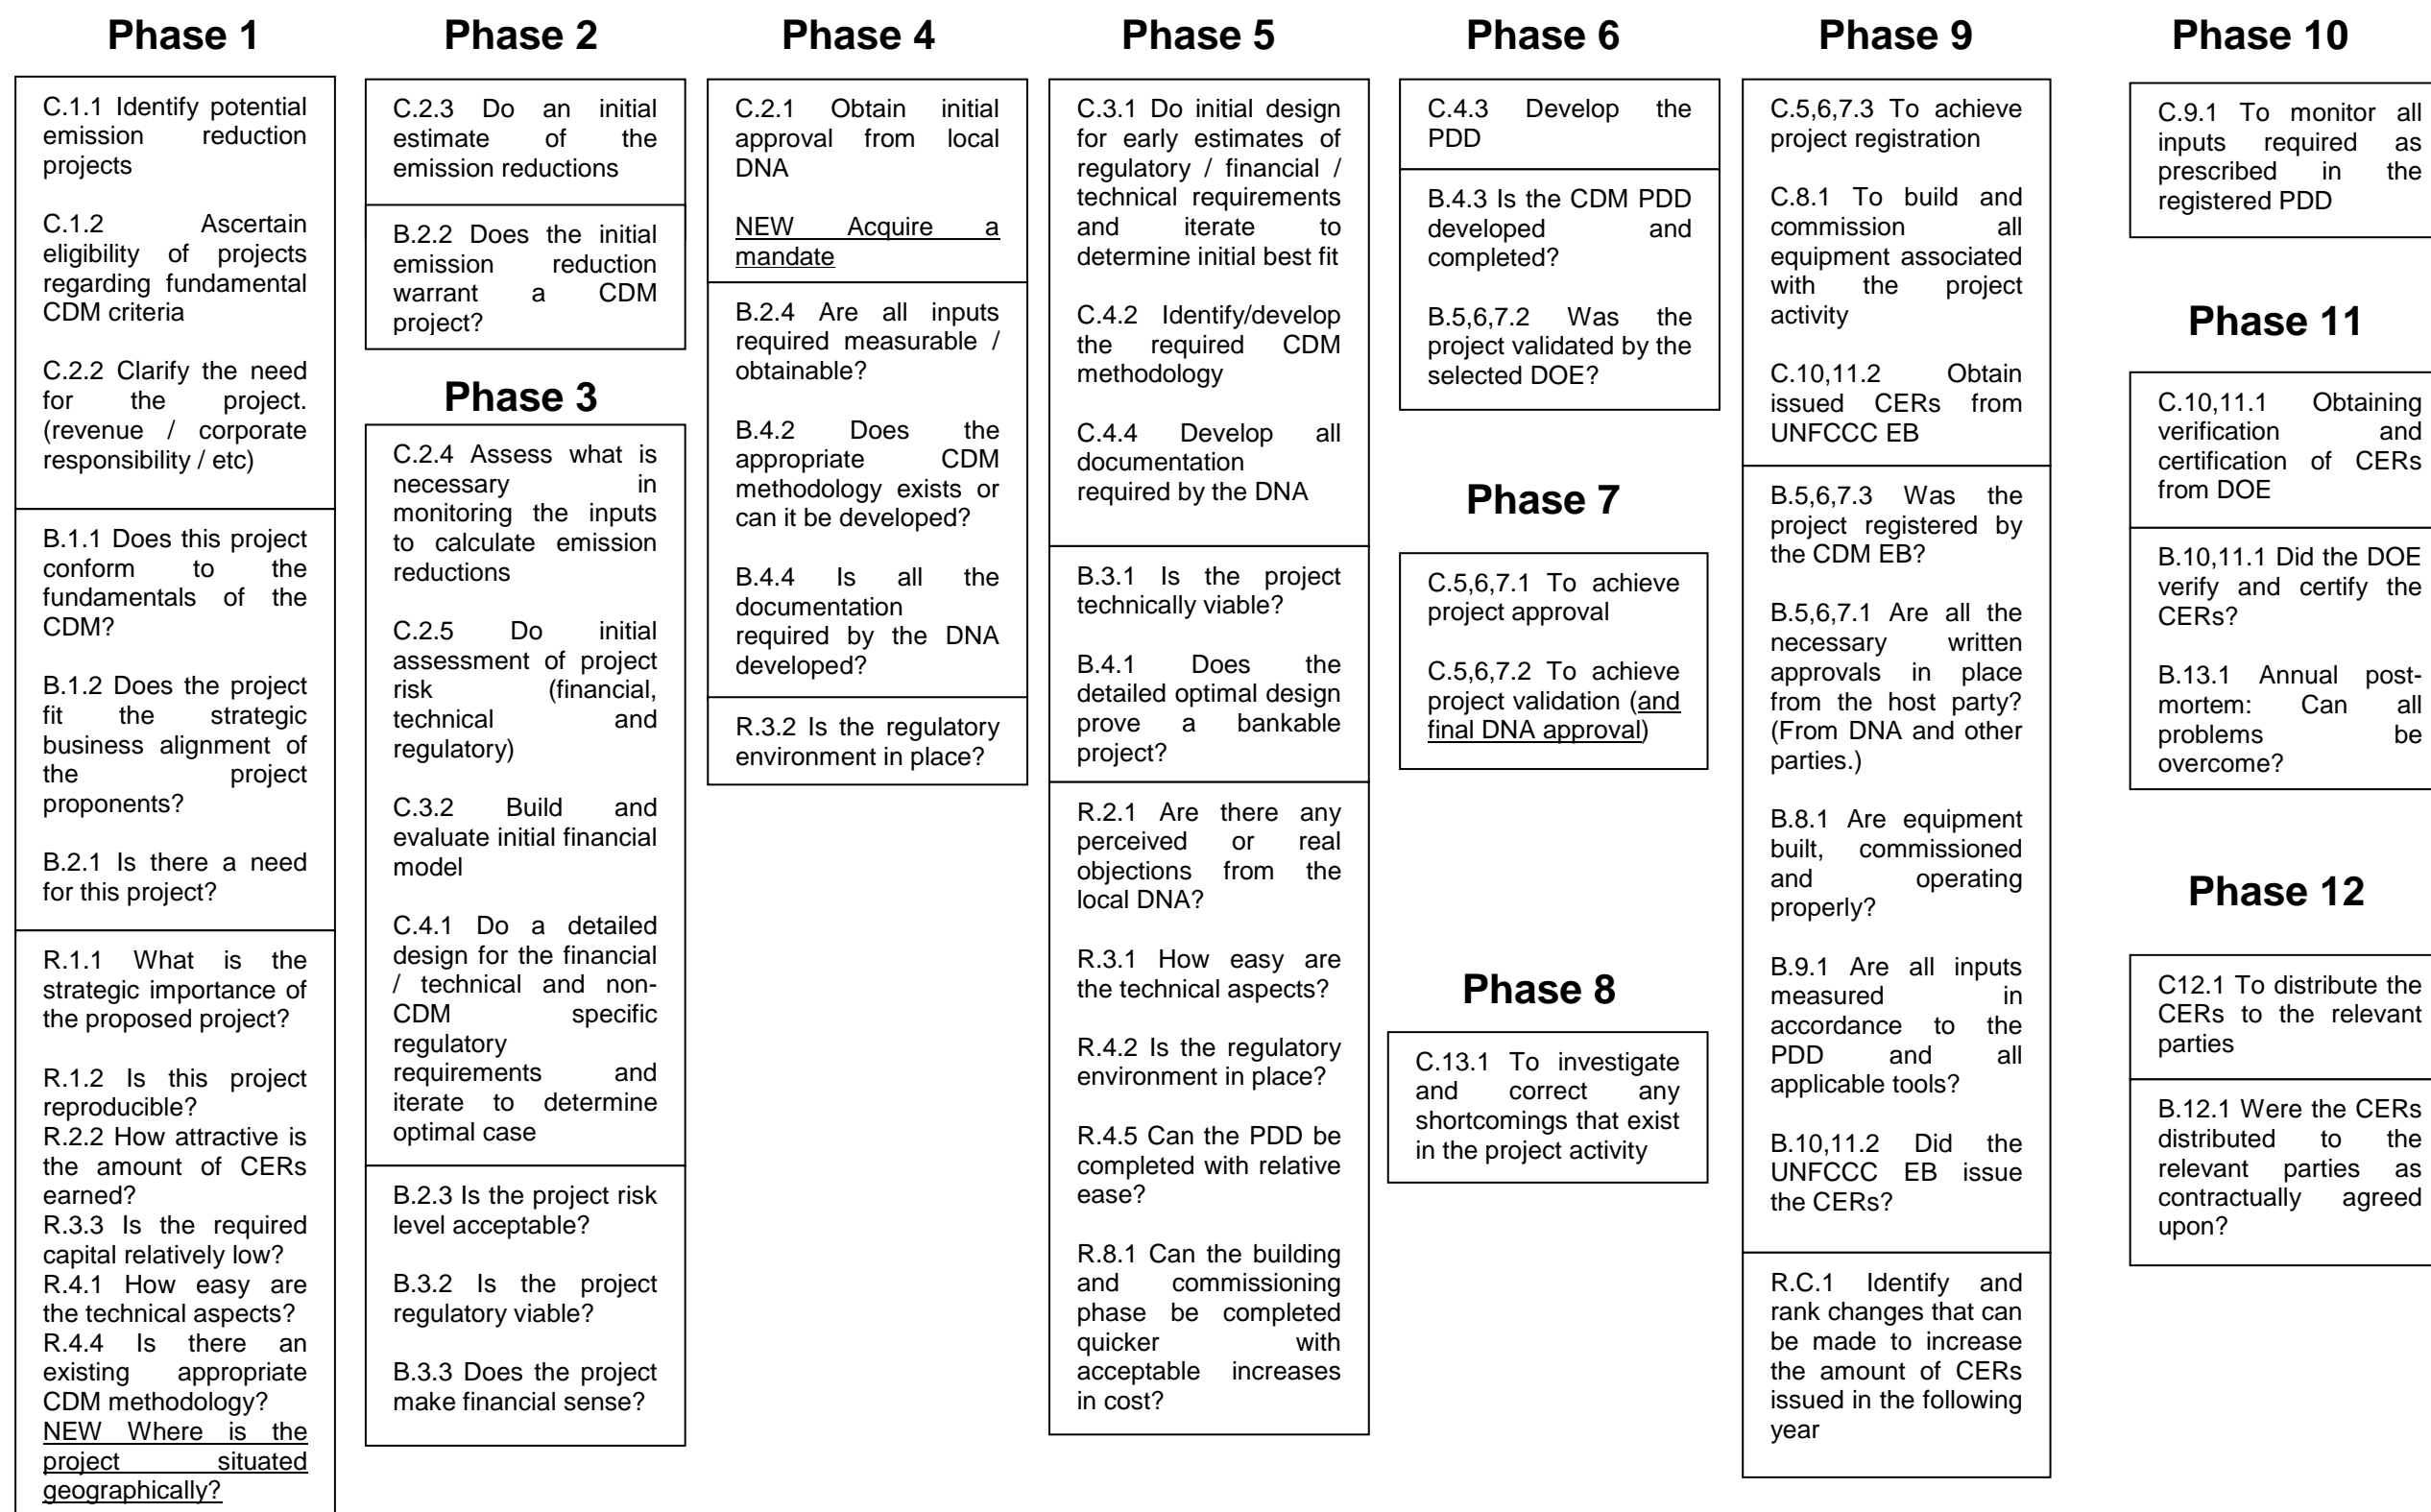 Phase 1
C.1.1 Identify potential
emission reduction
projects
C.1.2 Ascertain
eligibility of projects
regarding fundamental
CDM criteria
C.2.2 Clarify the need
for the project.
(revenue / corporate
responsibility / etc)
B.1.1 Does this project
conform to the
fundamentals of the
CDM?
B.1.2 Does the project
fit the strategic
business alignment of
the project
proponents?
B.2.1 Is there a need
for this project?
R.1.1 What is the
strategic importance of
the proposed project?
R.1.2 Is this project
reproducible?
R.2.2 How attractive is
the amount of CERs
earned?
R.3.3 Is the required
capital relatively low?
R.4.1 How easy are
the technical aspects?
R.4.4 Is there an
existing appropriate
CDM methodology?
NEW Where is the
project situated
geographically?
Phase 2
C.2.3 Do an initial
estimate of the
emission reductions
B.2.2 Does the initial
emission reduction
warrant a CDM
project?
Phase 3
C.2.4 Assess what is
necessary in
monitoring the inputs
to calculate emission
reductions
C.2.5 Do initial
assessment of project
risk (financial,
technical and
regulatory)
C.3.2 Build and
evaluate initial financial
model
C.4.1 Do a detailed
design for the financial
/ technical and non-
CDM specific
regulatory
requirements and
iterate to determine
optimal case
B.2.3 Is the project risk
level acceptable?
B.3.2 Is the project
regulatory viable?
B.3.3 Does the project
make financial sense?
Phase 4
C.2.1 Obtain initial
approval from local
DNA
NEW Acquire a
mandate
B.2.4 Are all inputs
required measurable /
obtainable?
B.4.2 Does the
appropriate CDM
methodology exists or
can it be developed?
B.4.4 Is all the
documentation
required by the DNA
developed?
R.3.2 Is the regulatory
environment in place?
Phase 5
C.3.1 Do initial design
for early estimates of
regulatory / financial /
technical requirements
and iterate to
determine initial best fit
C.4.2 Identify/develop
the required CDM
methodology
C.4.4 Develop all
documentation
required by the DNA
B.3.1 Is the project
technically viable?
B.4.1 Does the
detailed optimal design
prove a bankable
project?
R.2.1 Are there any
perceived or real
objections from the
local DNA?
R.3.1 How easy are
the technical aspects?
R.4.2 Is the regulatory
environment in place?
R.4.5 Can the PDD be
completed with relative
ease?
R.8.1 Can the building
and commissioning
phase be completed
quicker with
acceptable increases
in cost?
Phase 6
C.4.3 Develop the
PDD
B.4.3 Is the CDM PDD
developed and
completed?
B.5,6,7.2 Was the
project validated by the
selected DOE?
Phase 7
C.5,6,7.1 To achieve
project approval
C.5,6,7.2 To achieve
project validation (and
final DNA approval)
Phase 8
C.13.1 To investigate
and correct any
shortcomings that exist
in the project activity
Phase 9
C.5,6,7.3 To achieve
project registration
C.8.1 To build and
commission all
equipment associated
with the project
activity
C.10,11.2 Obtain
issued CERs from
UNFCCC EB
B.5,6,7.3 Was the
project registered by
the CDM EB?
B.5,6,7.1 Are all the
necessary written
approvals in place
from the host party?
(From DNA and other
parties.)
B.8.1 Are equipment
built, commissioned
and operating
properly?
B.9.1 Are all inputs
measured in
accordance to the
PDD and all
applicable tools?
B.10,11.2 Did the
UNFCCC EB issue
the CERs?
R.C.1 Identify and
rank changes that can
be made to increase
the amount of CERs
issued in the following
year
Phase 10
C.9.1 To monitor all
inputs required as
prescribed in the
registered PDD
Phase 11
C.10,11.1 Obtaining
verification and
certification of CERs
from DOE
B.10,11.1 Did the DOE
verify and certify the
CERs?
B.13.1 Annual post-
mortem: Can all
problems be
overcome?
Phase 12
C12.1 To distribute the
CERs to the relevant
parties
B.12.1 Were the CERs
distributed to the
relevant parties as
contractually agreed
upon?